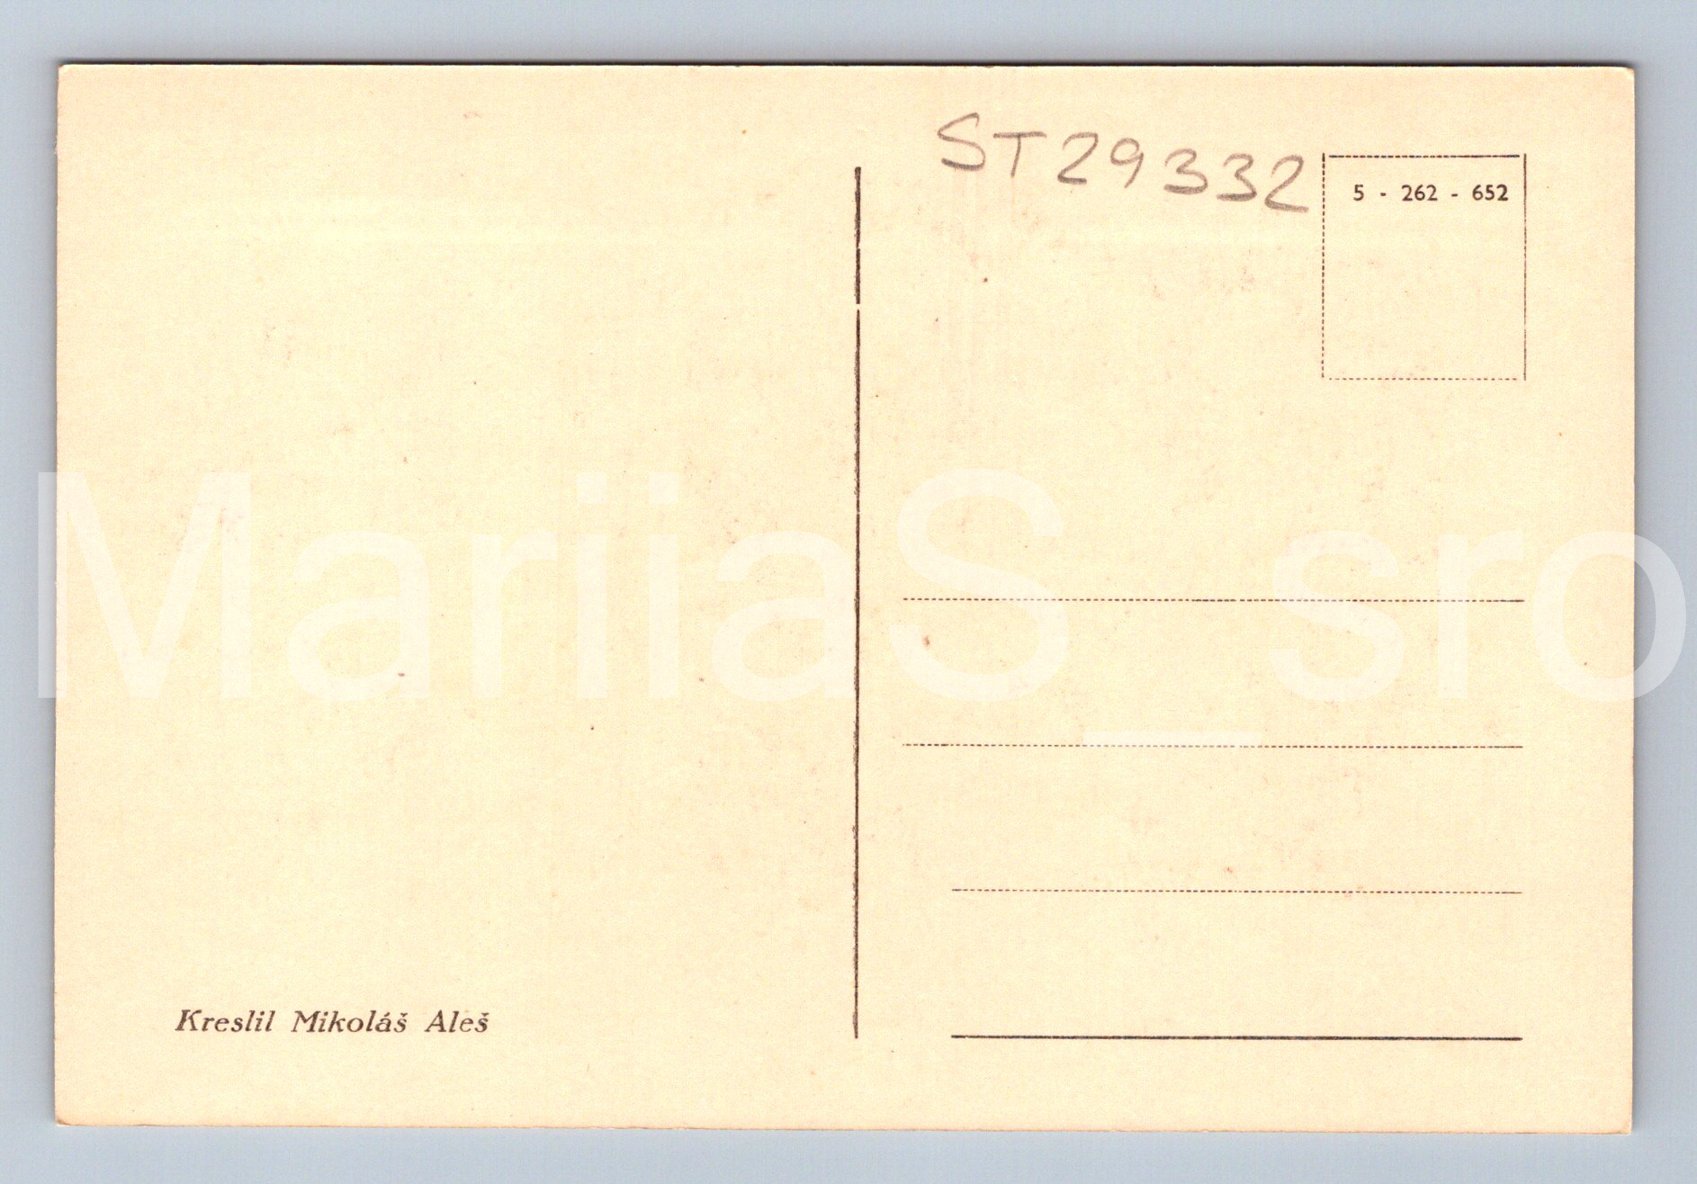 ST29332
5 - 262 - 652
MariiaS_sro
Kreslil Mikoláš Aleš